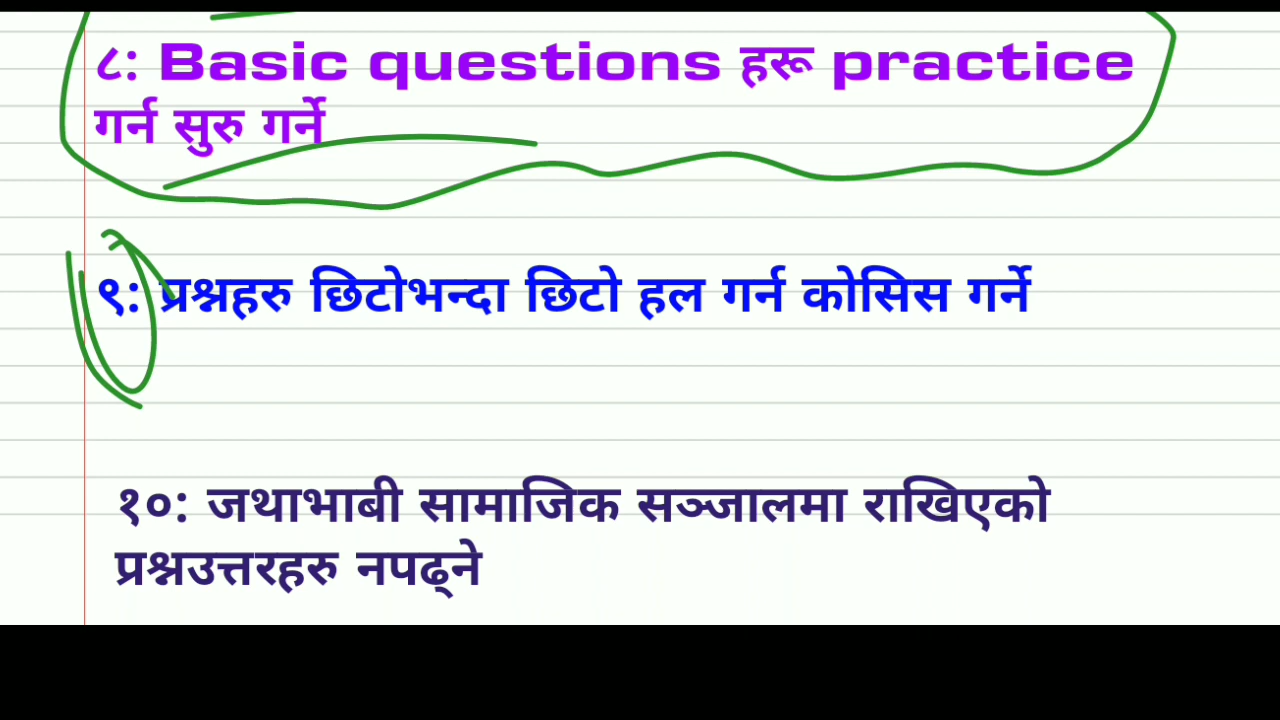 ८: Basic questions हरू practice
गर्न सुरु गर्ने
९: प्रश्नहरु छिटोभन्दा छिटो हल गर्न कोसिस गर्ने
१०: जथाभाबी सामाजिक सञ्जालमा राखिएको
प्रश्नउत्तरहरु नपढ्ने